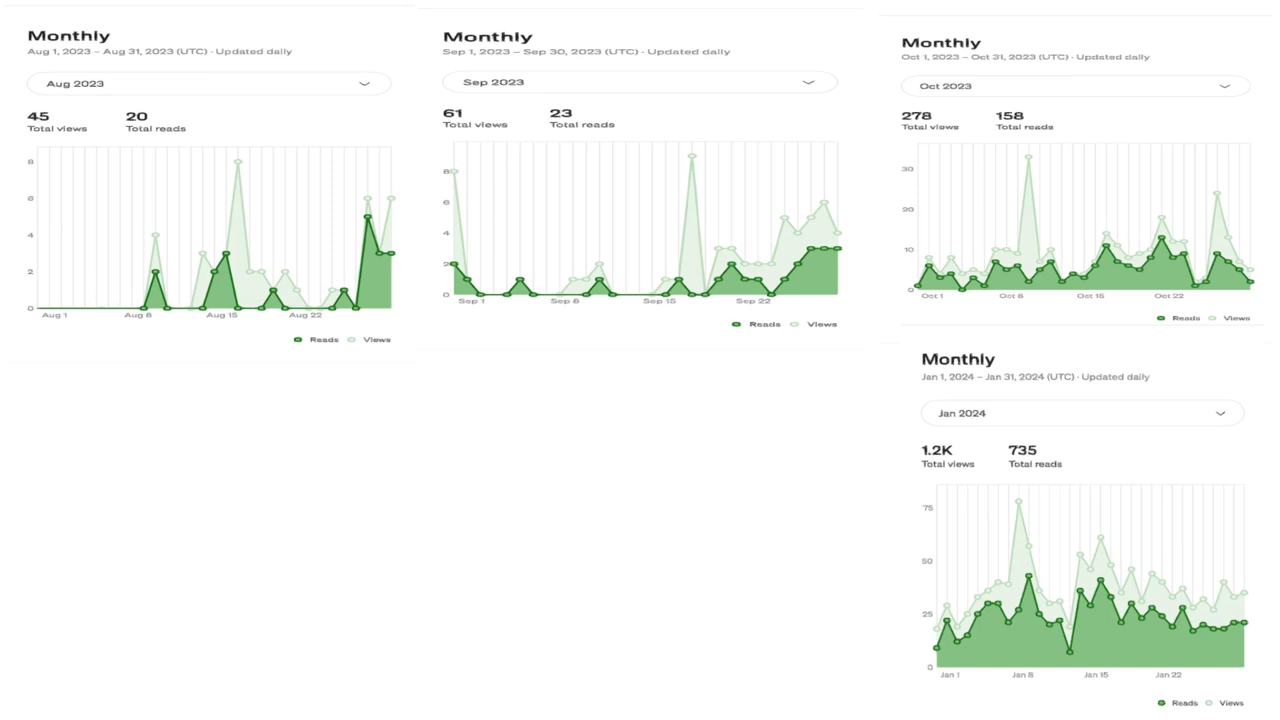 Monthly
Aug 1, 2023 – Aug 31, 2023 (UTC) · Updated daily
Aug 2023
45 20
Total views Total reads
8
6
4
2
0
Aug 1 Aug 8 Aug 15 Aug 22
Reads Views
Monthly
Sep 1, 2023 – Sep 30, 2023 (UTC) · Updated daily
Sep 2023
61 23
Total views Total reads
8
6
4
2
0
Sep 1 Sep 8 Sep 15 Sep 22
Reads Views
Monthly
Oct 1, 2023 – Oct 31, 2023 (UTC) · Updated daily
Oct 2023
278 158
Total views Total reads
30
20
10
0
Oct 1 Oct 8 Oct 15 Oct 22
Reads Views
Monthly
Jan 1, 2024 – Jan 31, 2024 (UTC) · Updated daily
Jan 2024
1.2K 735
Total views Total reads
75
50
25
0
Jan 1 Jan 8 Jan 15 Jan 22
Reads Views